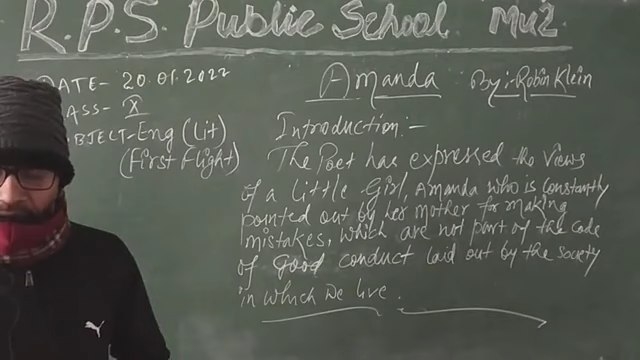 R.P.S. Public School Mu2
DATE- 20.01.2022
ASS- X
BJECT-Eng (Lit)
(First Flight)
Amanda By:-Robin Klein
Introduction:-
The Poet has expressed the views
of a little Girl, Amanda who is constantly
pointed out by her mother for making
mistakes, which are not part of the code
of good conduct laid out by the society
in which we live.